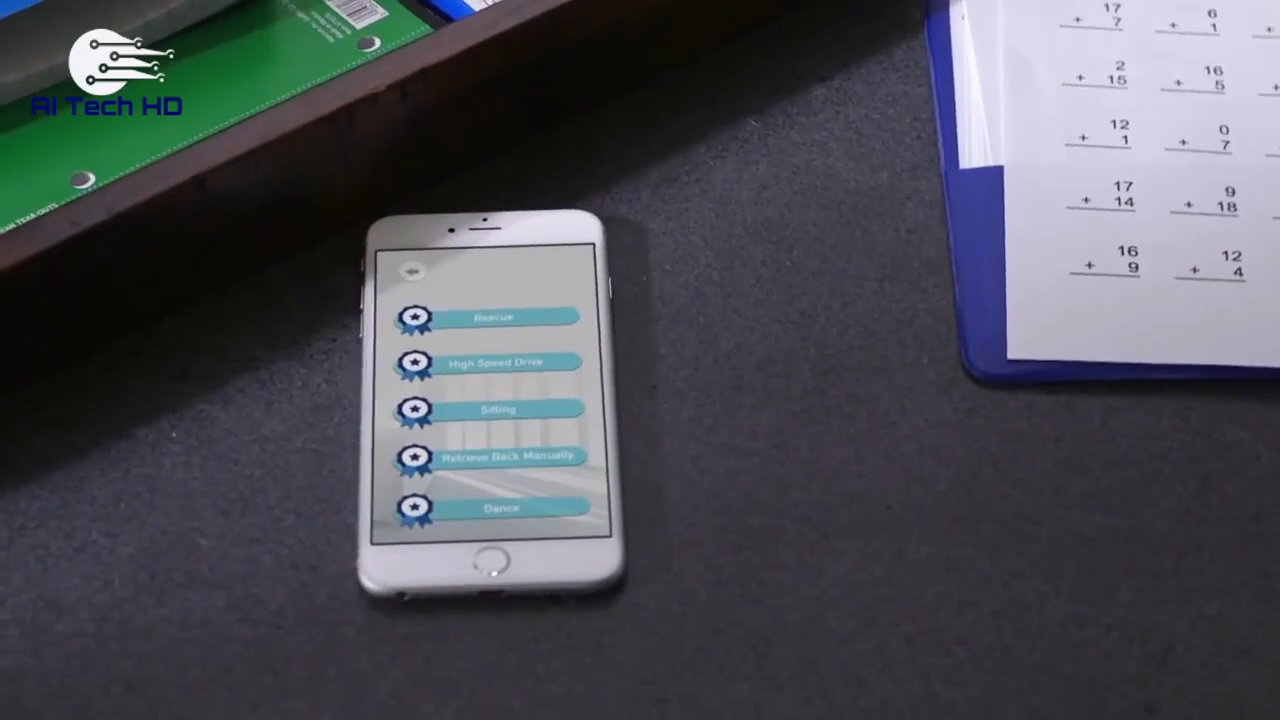 AI Tech HD
Rescue
High Speed Drive
Sitting
Retrieve Back Manually
Dance
17 6
+ 7 + 1 +
2 16
+ 15 + 5 +
12 0
+ 1 + 7
17 9
+ 14 + 18
16 12
+ 9 + 4